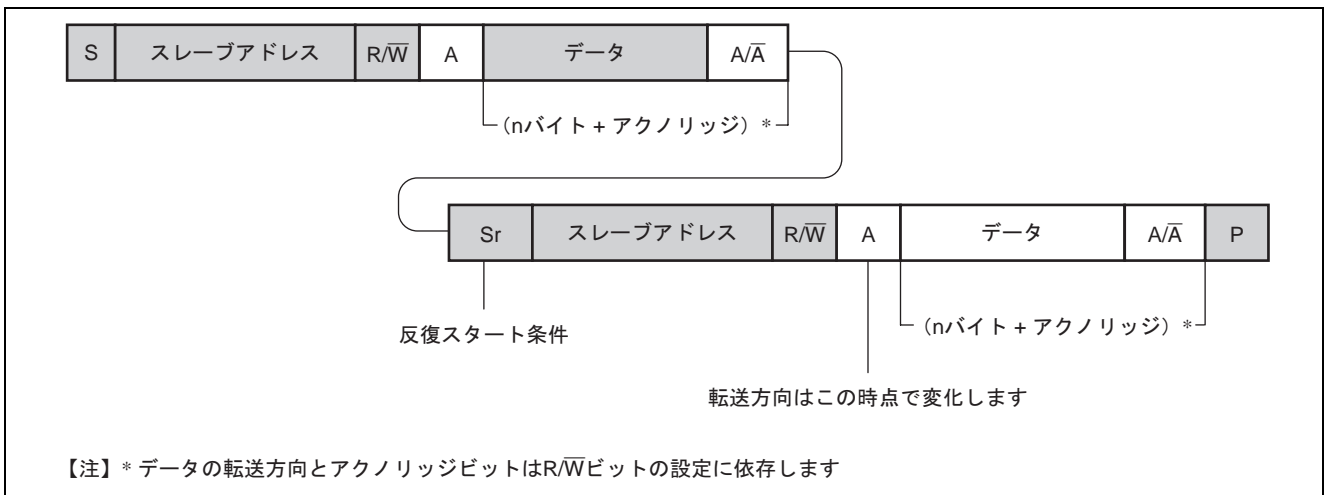 S スレーブアドレス R/W̅ A データ A/A̅
（nバイト + アクノリッジ）*
Sr スレーブアドレス R/W̅ A データ A/A̅ P
（nバイト + アクノリッジ）*
反復スタート条件
転送方向はこの時点で変化します
【注】* データの転送方向とアクノリッジビットはR/W̅ビットの設定に依存します